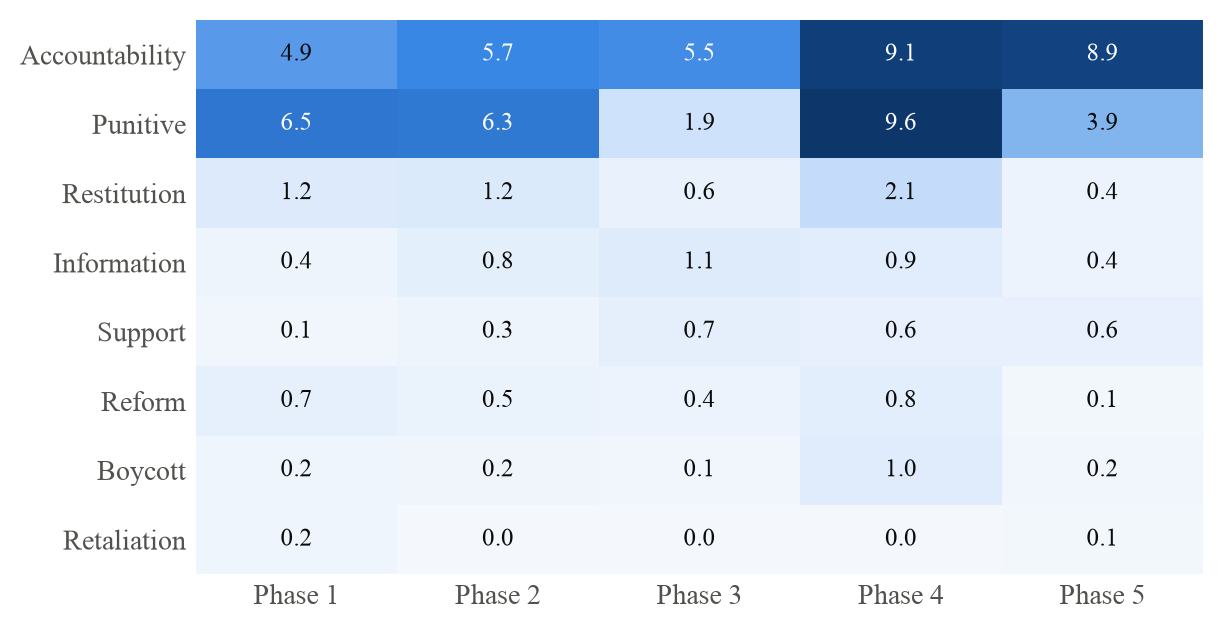 Accountability 4.9 5.7 5.5 9.1 8.9
Punitive 6.5 6.3 1.9 9.6 3.9
Restitution 1.2 1.2 0.6 2.1 0.4
Information 0.4 0.8 1.1 0.9 0.4
Support 0.1 0.3 0.7 0.6 0.6
Reform 0.7 0.5 0.4 0.8 0.1
Boycott 0.2 0.2 0.1 1.0 0.2
Retaliation 0.2 0.0 0.0 0.0 0.1
Phase 1 Phase 2 Phase 3 Phase 4 Phase 5